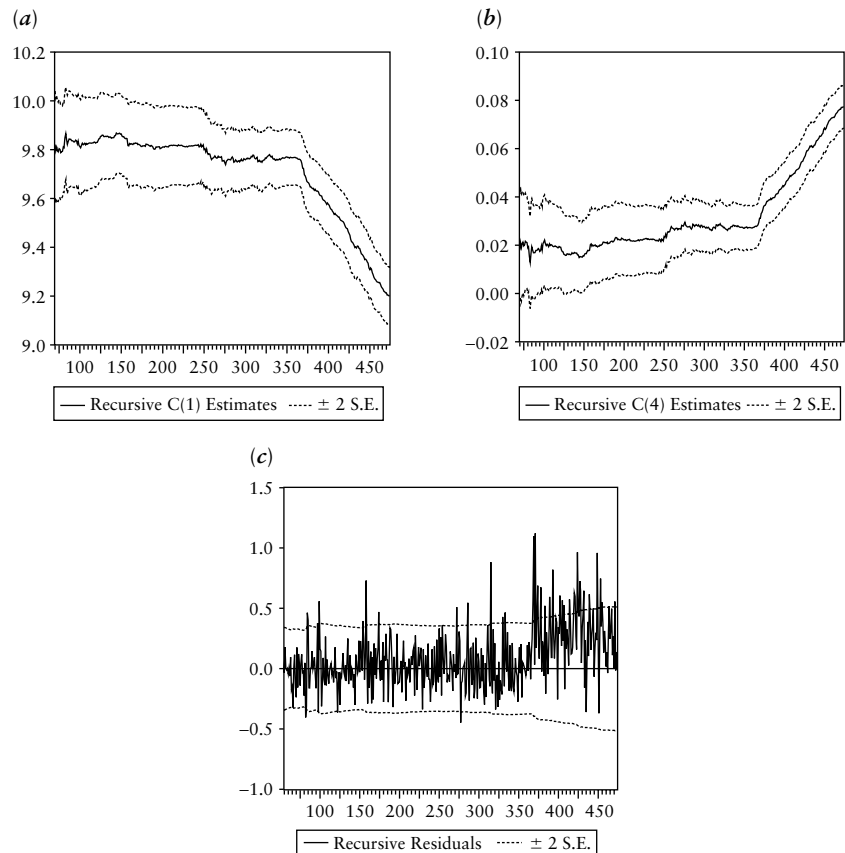 (a)
10.2
10.0
9.8
9.6
9.4
9.2
9.0
100 150 200 250 300 350 400 450
Recursive C(1) Estimates ± 2 S.E.
(b)
0.10
0.08
0.06
0.04
0.02
0.00
−0.02
100 150 200 250 300 350 400 450
Recursive C(4) Estimates ± 2 S.E.
(c)
1.5
1.0
0.5
0.0
−0.5
−1.0
100 150 200 250 300 350 400 450
Recursive Residuals ± 2 S.E.